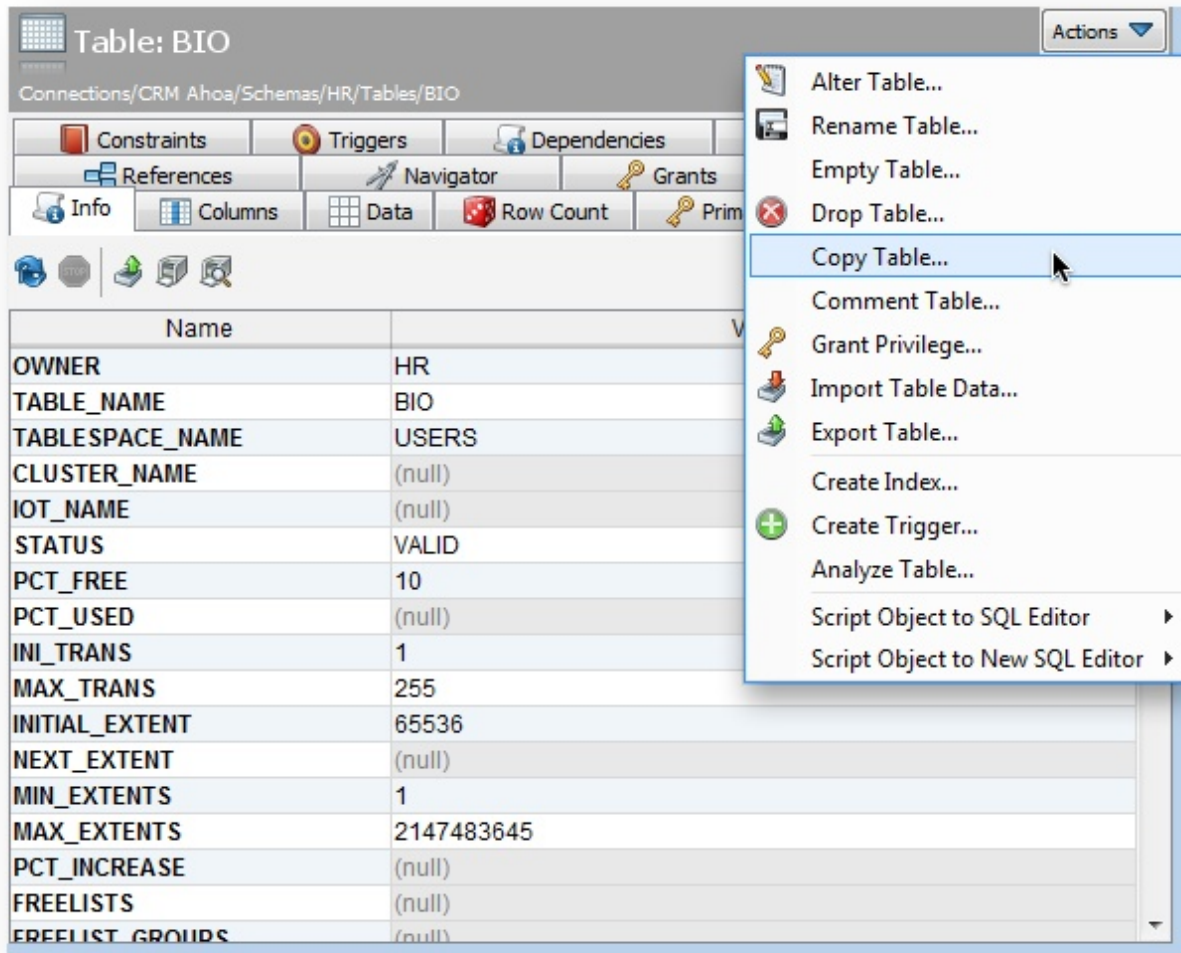 Table: BIO
Actions
Connections/CRM Ahoa/Schemas/HR/Tables/BIO
Constraints Triggers Dependencies
References Navigator Grants
Info Columns Data Row Count Prim
STOP
Name V
OWNER HR
TABLE_NAME BIO
TABLESPACE_NAME USERS
CLUSTER_NAME (null)
IOT_NAME (null)
STATUS VALID
PCT_FREE 10
PCT_USED (null)
INI_TRANS 1
MAX_TRANS 255
INITIAL_EXTENT 65536
NEXT_EXTENT (null)
MIN_EXTENTS 1
MAX_EXTENTS 2147483645
PCT_INCREASE (null)
FREELISTS (null)
FREELIST_GROUPS (null)
Alter Table...
Rename Table...
Empty Table...
Drop Table...
Copy Table...
Comment Table...
Grant Privilege...
Import Table Data...
Export Table...
Create Index...
Create Trigger...
Analyze Table...
Script Object to SQL Editor
Script Object to New SQL Editor